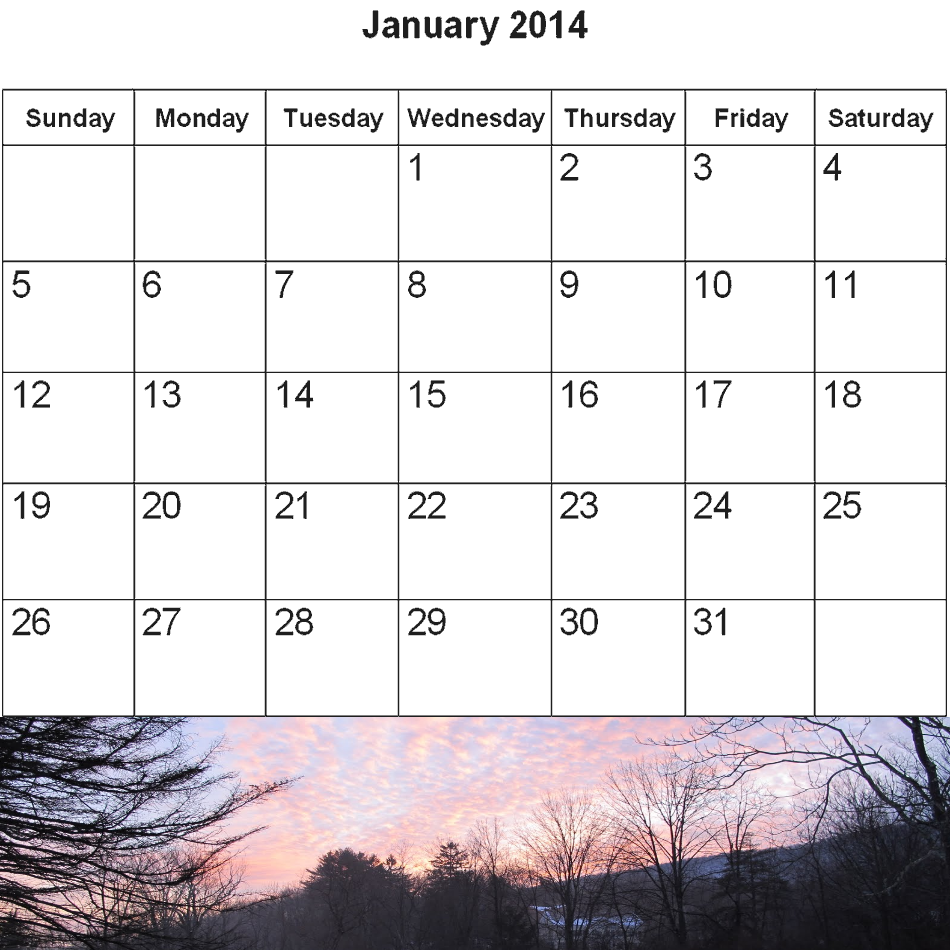 January 2014
Sunday Monday Tuesday Wednesday Thursday Friday Saturday
1 2 3 4
5 6 7 8 9 10 11
12 13 14 15 16 17 18
19 20 21 22 23 24 25
26 27 28 29 30 31